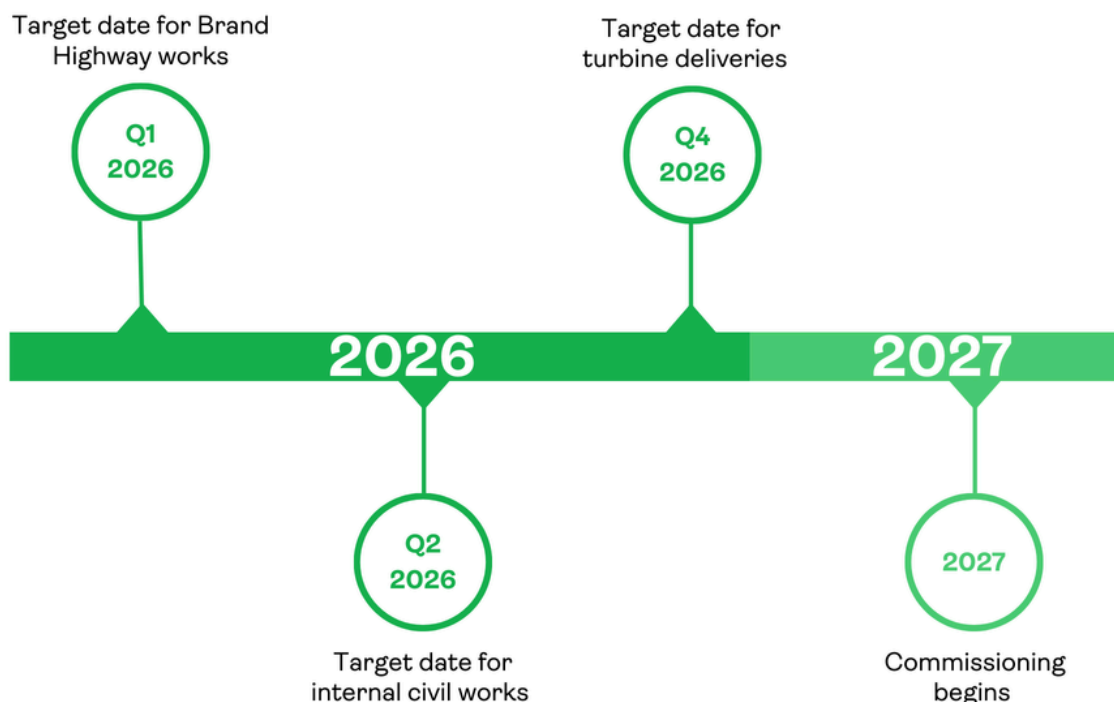 Target date for Brand
Highway works
Q1
2026
Target date for
turbine deliveries
Q4
2026
2026
2027
Q2
2026
Target date for
internal civil works
2027
Commissioning
begins